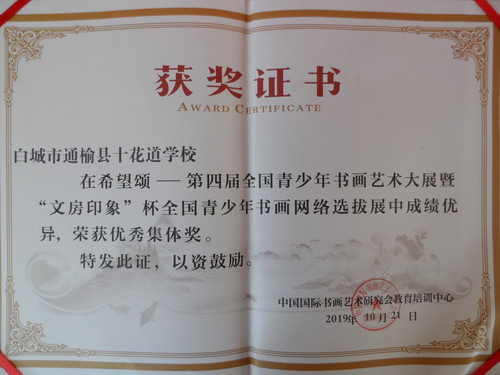 获奖证书
AWARD CERTIFICATE
白城市通榆县十花道学校
在希望颂——第四届全国青少年书画艺术大展暨
“文房印象”杯全国青少年书画网络选拔展中成绩优
异，荣获优秀集体奖。
特发此证，以资鼓励。
中国国际书画艺术研究会教育培训中心
2019年 10月 21日